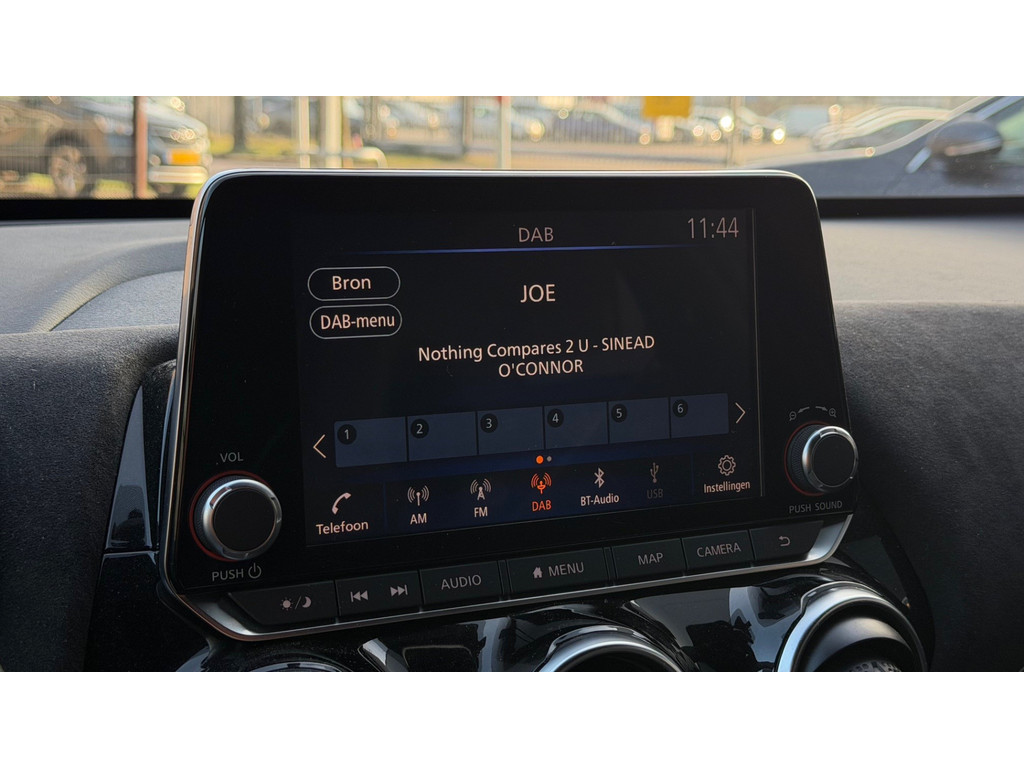 DAB
11:44
Bron
JOE
DAB-menu
Nothing Compares 2 U - SINEAD
O'CONNOR
1 2 3 4 5 6
Telefoon AM FM DAB BT-Audio USB Instellingen
VOL
PUSH
PUSH SOUND
AUDIO MENU MAP CAMERA